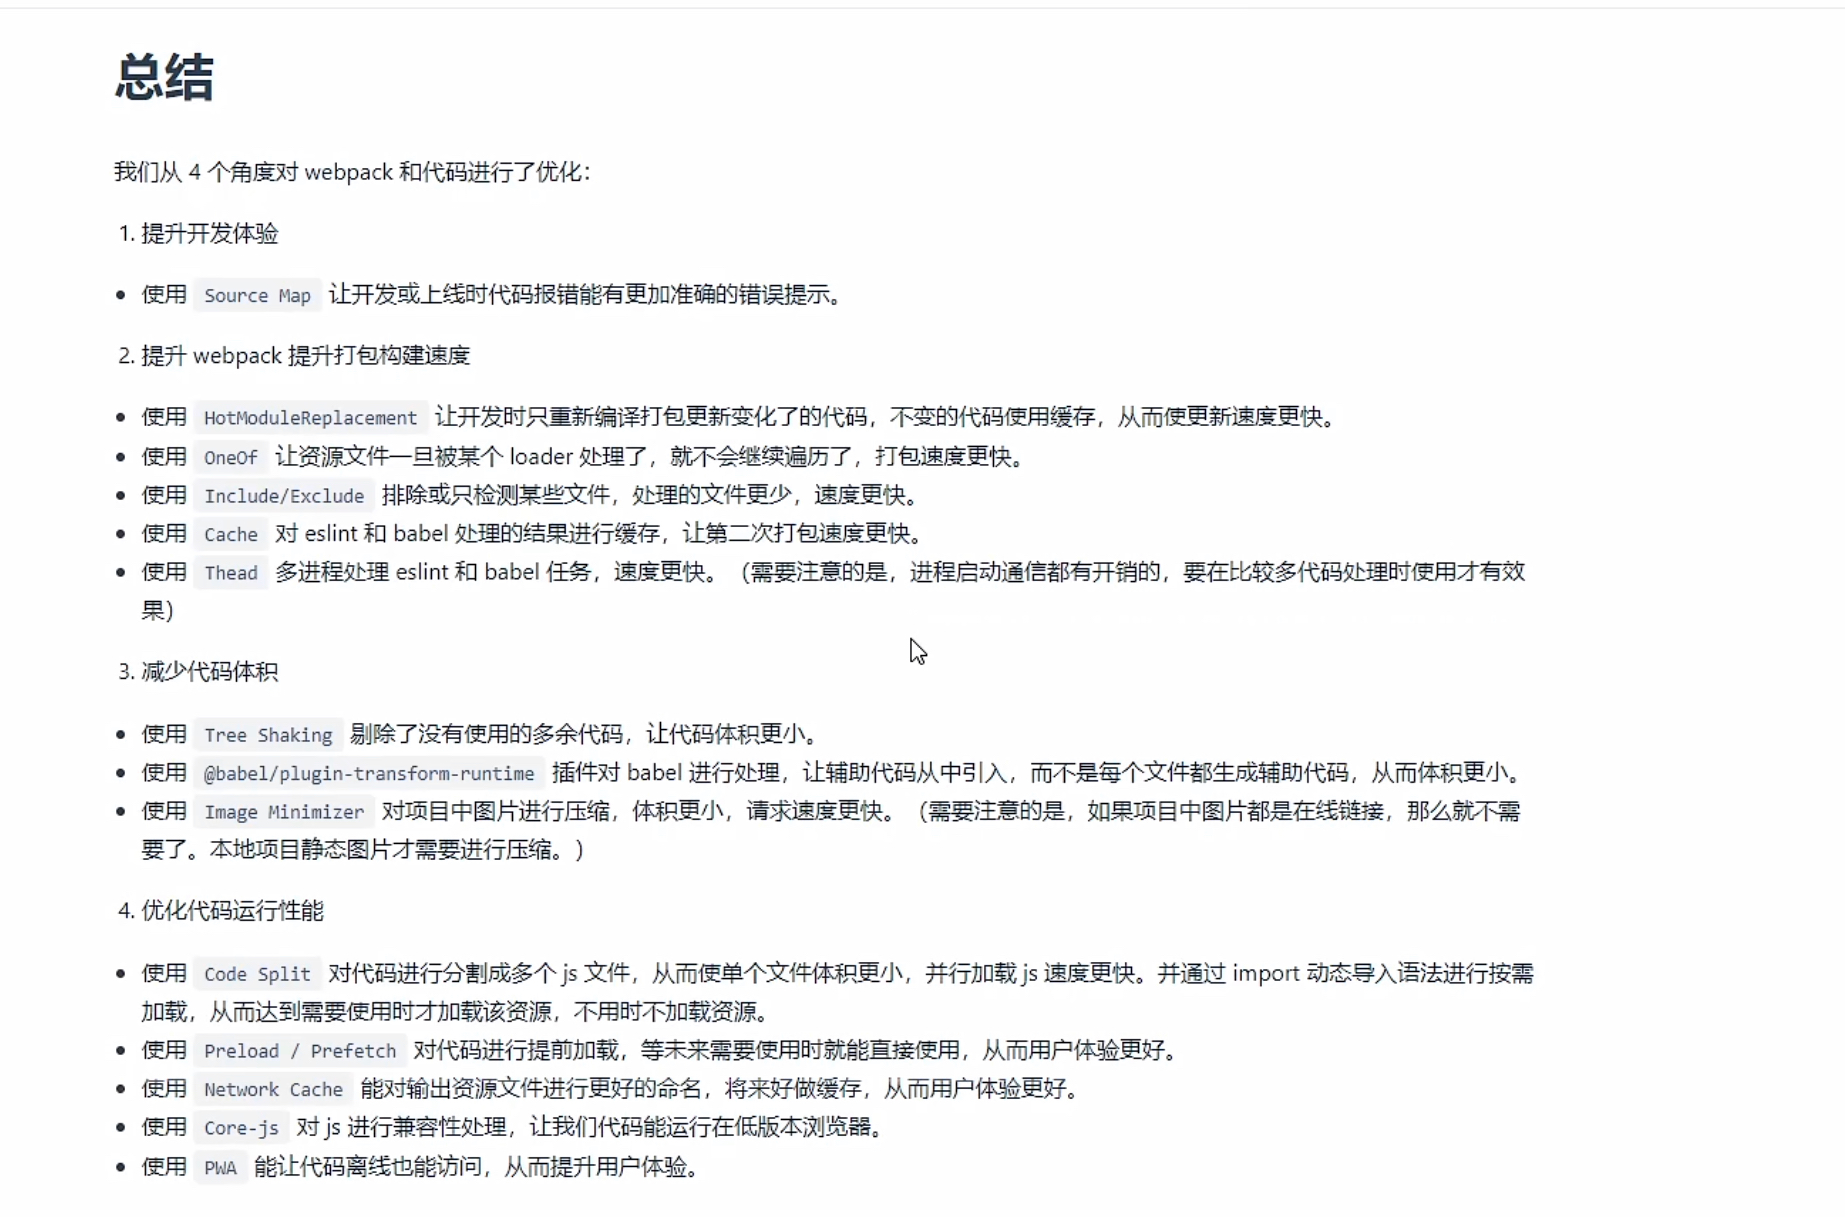 总结
我们从 4 个角度对 webpack 和代码进行了优化：
1. 提升开发体验
• 使用 Source Map 让开发或上线时代码报错能有更加准确的错误提示。
2. 提升 webpack 提升打包构建速度
• 使用 HotModuleReplacement 让开发时只重新编译打包更新变化了的代码，不变的代码使用缓存，从而使更新速度更快。
• 使用 OneOf 让资源文件一旦被某个 loader 处理了，就不会继续遍历了，打包速度更快。
• 使用 Include/Exclude 排除或只检测某些文件，处理的文件更少，速度更快。
• 使用 Cache 对 eslint 和 babel 处理的结果进行缓存，让第二次打包速度更快。
• 使用 Thead 多进程处理 eslint 和 babel 任务，速度更快。（需要注意的是，进程启动通信都有开销的，要在比较多代码处理时使用才有效
果）
3. 减少代码体积
• 使用 Tree Shaking 剔除了没有使用的多余代码，让代码体积更小。
• 使用 @babel/plugin-transform-runtime 插件对 babel 进行处理，让辅助代码从中引入，而不是每个文件都生成辅助代码，从而体积更小。
• 使用 Image Minimizer 对项目中图片进行压缩，体积更小，请求速度更快。（需要注意的是，如果项目中图片都是在线链接，那么就不需
要了。本地项目静态图片才需要进行压缩。）
4. 优化代码运行性能
• 使用 Code Split 对代码进行分割成多个 js 文件，从而使单个文件体积更小，并行加载 js 速度更快。并通过 import 动态导入语法进行按需
加载，从而达到需要使用时才加载该资源，不用时不加载资源。
• 使用 Preload / Prefetch 对代码进行提前加载，等未来需要使用时就能直接使用，从而用户体验更好。
• 使用 Network Cache 能对输出资源文件进行更好的命名，将来好做缓存，从而用户体验更好。
• 使用 Core-js 对 js 进行兼容性处理，让我们代码能运行在低版本浏览器。
• 使用 PWA 能让代码离线也能访问，从而提升用户体验。